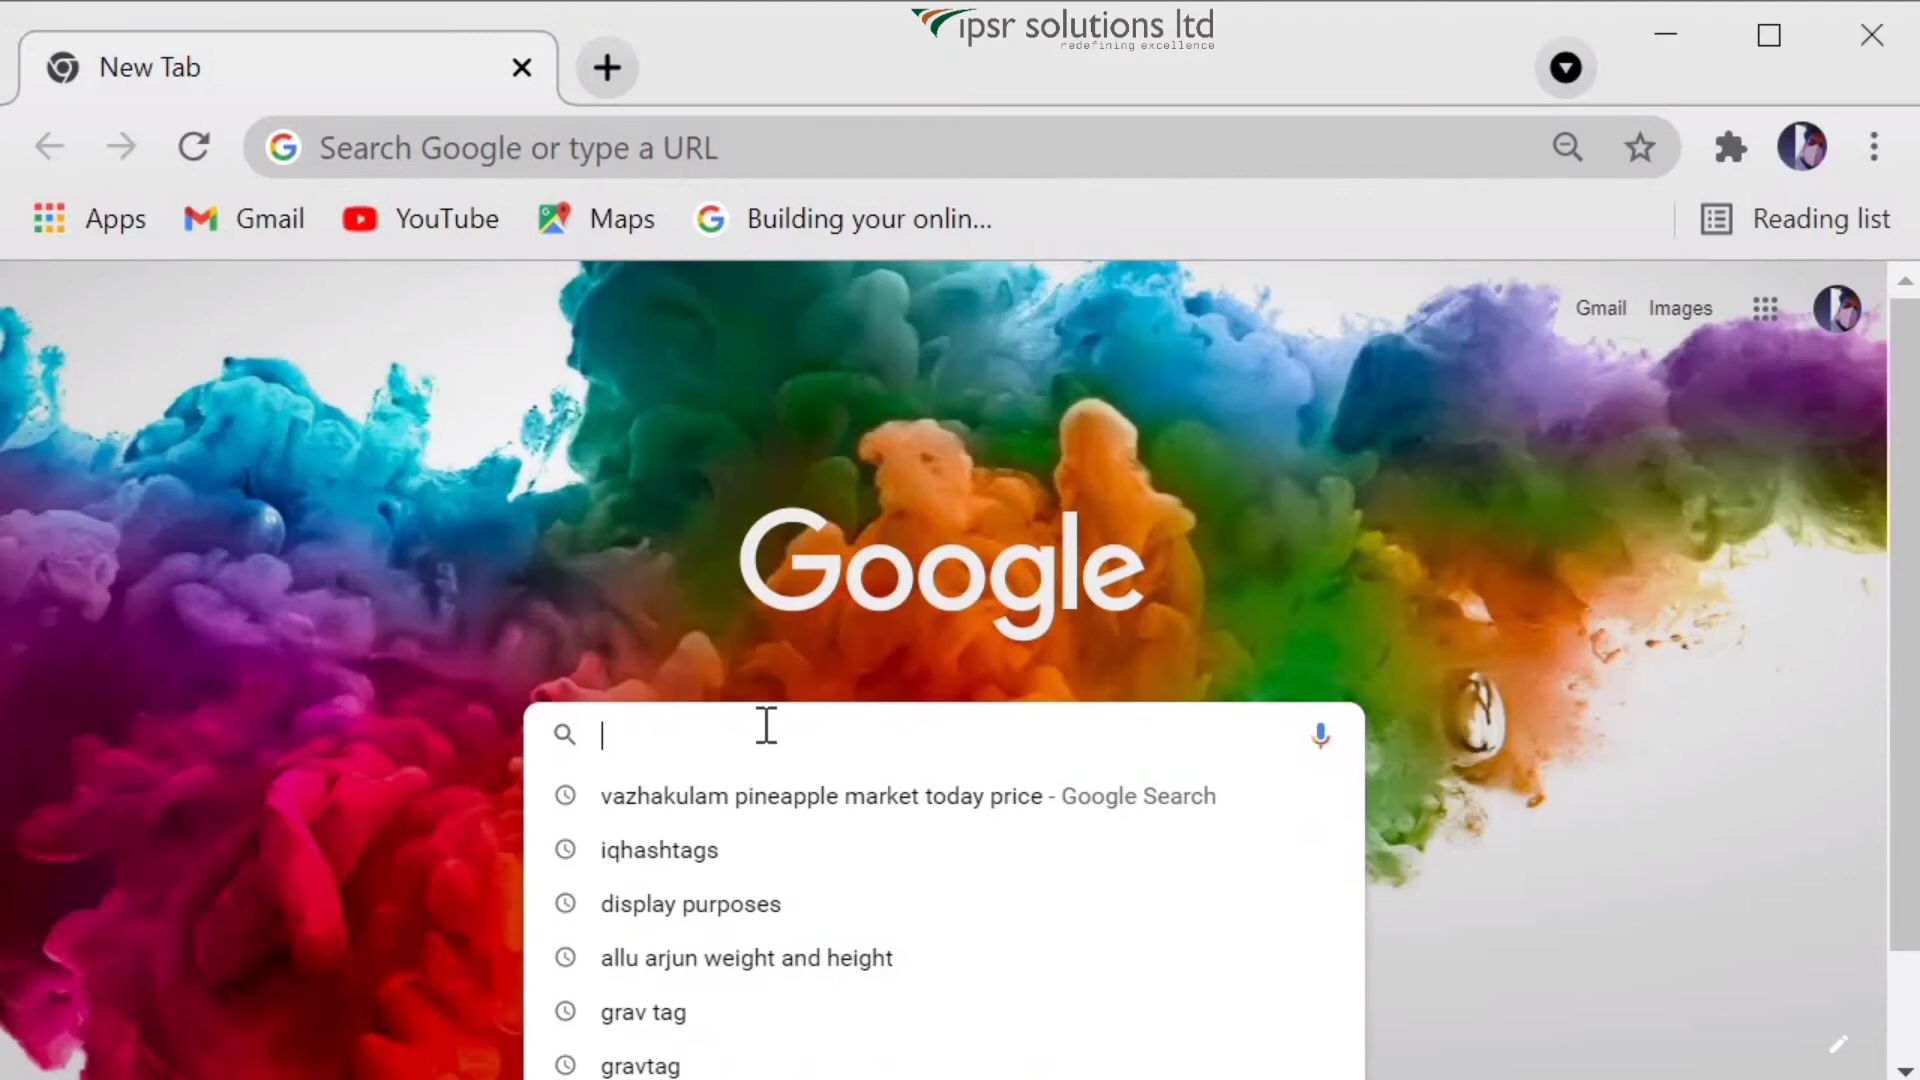 ipsr solutions ltd
redefining excellence
New Tab
Search Google or type a URL
Apps
Gmail
YouTube
Maps
Building your onlin...
Reading list
Gmail
Images
Google
vazhakulam pineapple market today price - Google Search
iqhashtags
display purposes
allu arjun weight and height
grav tag
gravtag